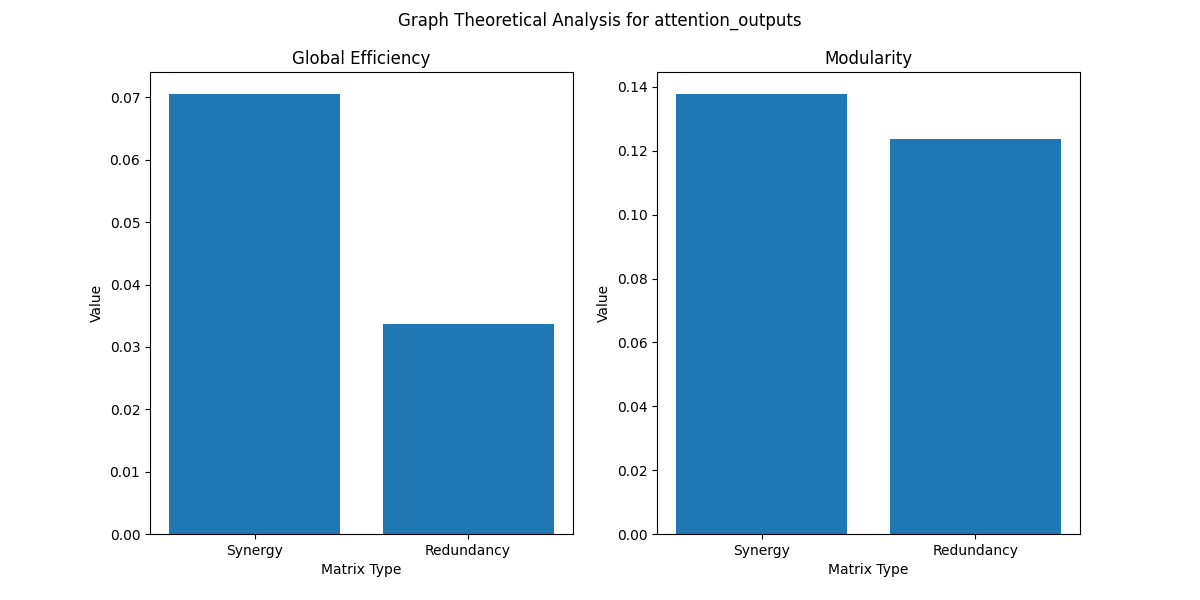 Graph Theoretical Analysis for attention_outputs
Global Efficiency
0.07
0.06
0.05
0.04
0.03
0.02
0.01
0.00
Value
Synergy
Redundancy
Matrix Type
Modularity
0.14
0.12
0.10
0.08
0.06
0.04
0.02
0.00
Value
Synergy
Redundancy
Matrix Type